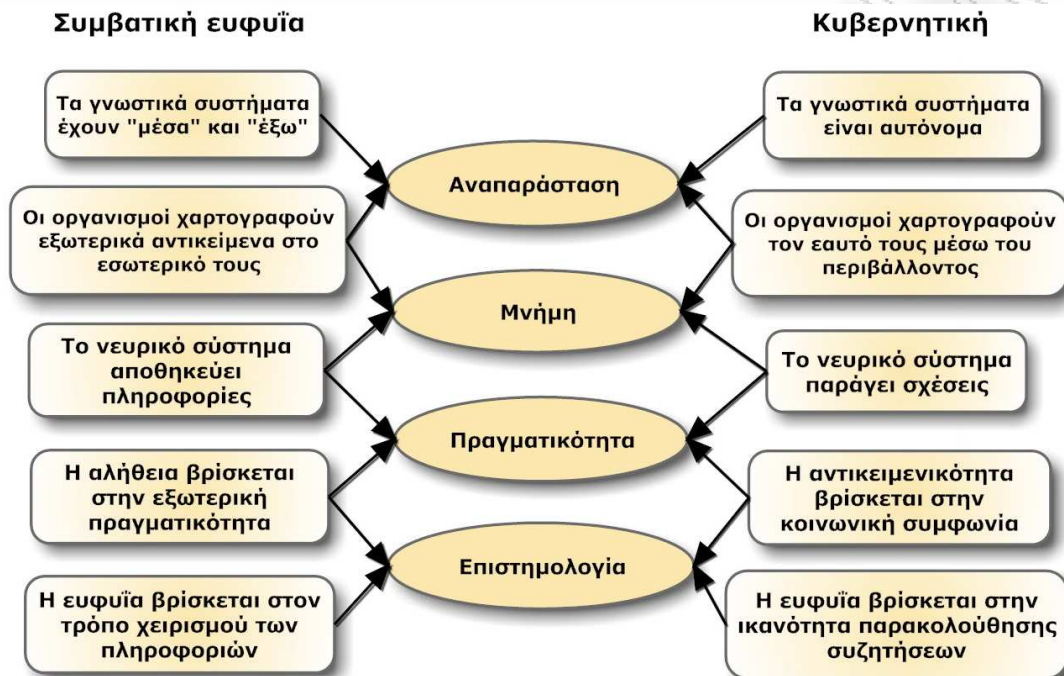 Συμβατική ευφυΐα
Κυβερνητική
Τα γνωστικά συστήματα
έχουν "μέσα" και "έξω"
Τα γνωστικά συστήματα
είναι αυτόνομα
Αναπαράσταση
Οι οργανισμοί χαρτογραφούν
εξωτερικά αντικείμενα στο
εσωτερικό τους
Οι οργανισμοί χαρτογραφούν
τον εαυτό τους μέσω του
περιβάλλοντος
Μνήμη
Το νευρικό σύστημα
αποθηκεύει
πληροφορίες
Το νευρικό σύστημα
παράγει σχέσεις
Πραγματικότητα
Η αλήθεια βρίσκεται
στην εξωτερική
πραγματικότητα
Η αντικειμενικότητα
βρίσκεται στην
κοινωνική συμφωνία
Επιστημολογία
Η ευφυΐα βρίσκεται στον
τρόπο χειρισμού των
πληροφοριών
Η ευφυΐα βρίσκεται στην
ικανότητα παρακολούθησης
συζητήσεων